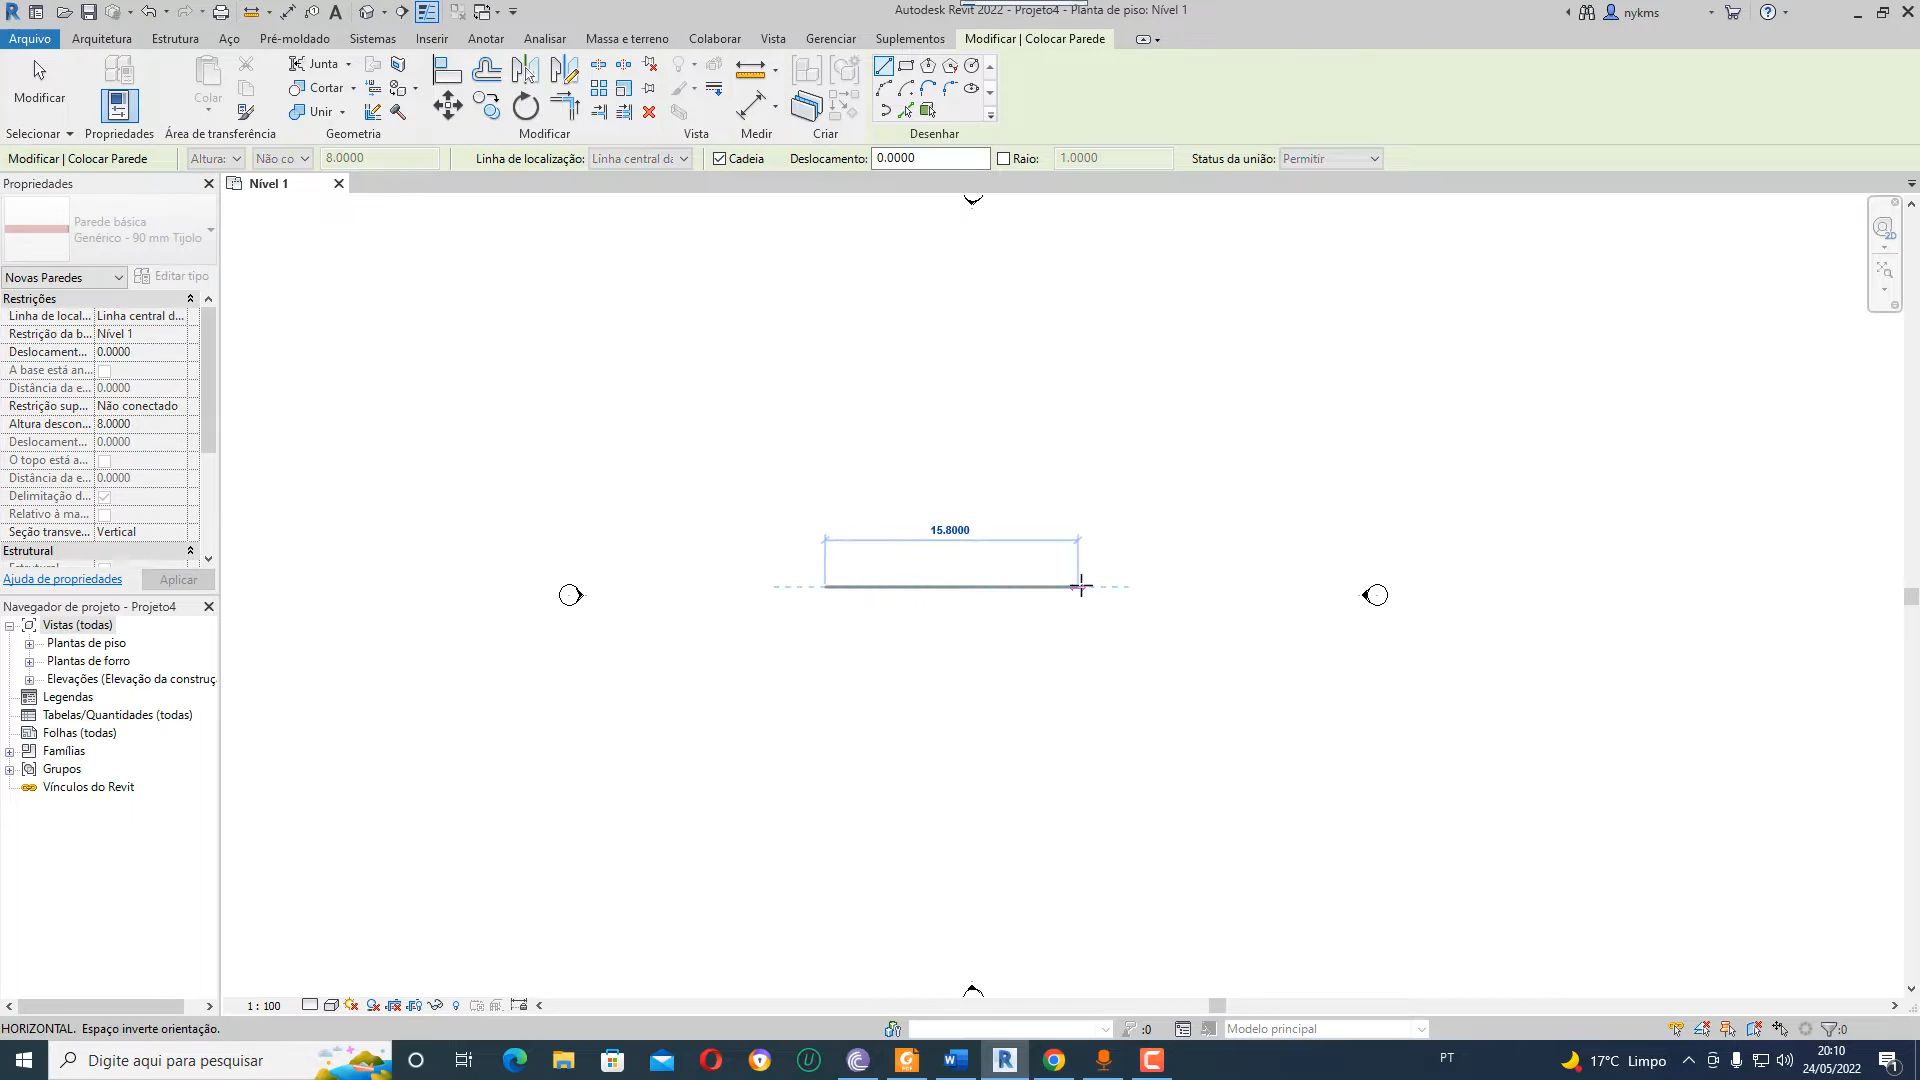 Autodesk Revit 2022 - Projeto4 - Planta de piso: Nível 1
nykms
Arquivo Arquitetura Estrutura Aço Pré-moldado Sistemas Inserir Anotar Analisar Massa e terreno Colaborar Vista Gerenciar Suplementos Modificar | Colocar Parede
Modificar
Colar
Junta
Cortar
Unir
Selecionar Propriedades Área de transferência Geometria Modificar Vista Medir Criar Desenhar
Modificar | Colocar Parede Altura: Não co 8.0000 Linha de localização: Linha central da Cadeia Deslocamento: 0.0000 Raio: 1.0000 Status da união: Permitir
Propriedades
Nível 1
Parede básica
Genérico - 90 mm Tijolo
Novas Paredes Editar tipo
Restrições
Linha de local... Linha central d...
Restrição da b... Nível 1
Deslocament... 0.0000
A base está an...
Distância da e... 0.0000
Restrição sup... Não conectado
Altura descon... 8.0000
Deslocament... 0.0000
O topo está a...
Distância da e... 0.0000
Delimitação d...
Relativo à ma...
Seção transve... Vertical
Estrutural
Ajuda de propriedades Aplicar
15.8000
Navegador de projeto - Projeto4
Vistas (todas)
Plantas de piso
Plantas de forro
Elevações (Elevação da construç
Legendas
Tabelas/Quantidades (todas)
Folhas (todas)
Famílias
Grupos
Vínculos do Revit
1 : 100
HORIZONTAL. Espaço inverte orientação.
:0
Modelo principal
:0
Digite aqui para pesquisar
PT
17°C Limpo
20:10
24/05/2022